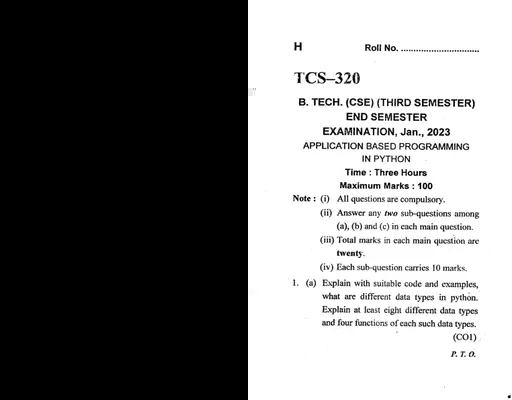 H Roll No. ...............................
TCS–320
B. TECH. (CSE) (THIRD SEMESTER)
END SEMESTER
EXAMINATION, Jan., 2023
APPLICATION BASED PROGRAMMING
IN PYTHON
Time : Three Hours
Maximum Marks : 100
Note : (i) All questions are compulsory.
(ii) Answer any two sub-questions among
(a), (b) and (c) in each main question.
(iii) Total marks in each main question are
twenty.
(iv) Each sub-question carries 10 marks.
1. (a) Explain with suitable code and examples,
what are different data types in python.
Explain at least eight different data types
and four functions of each such data types.
(CO1)
P. T. O.